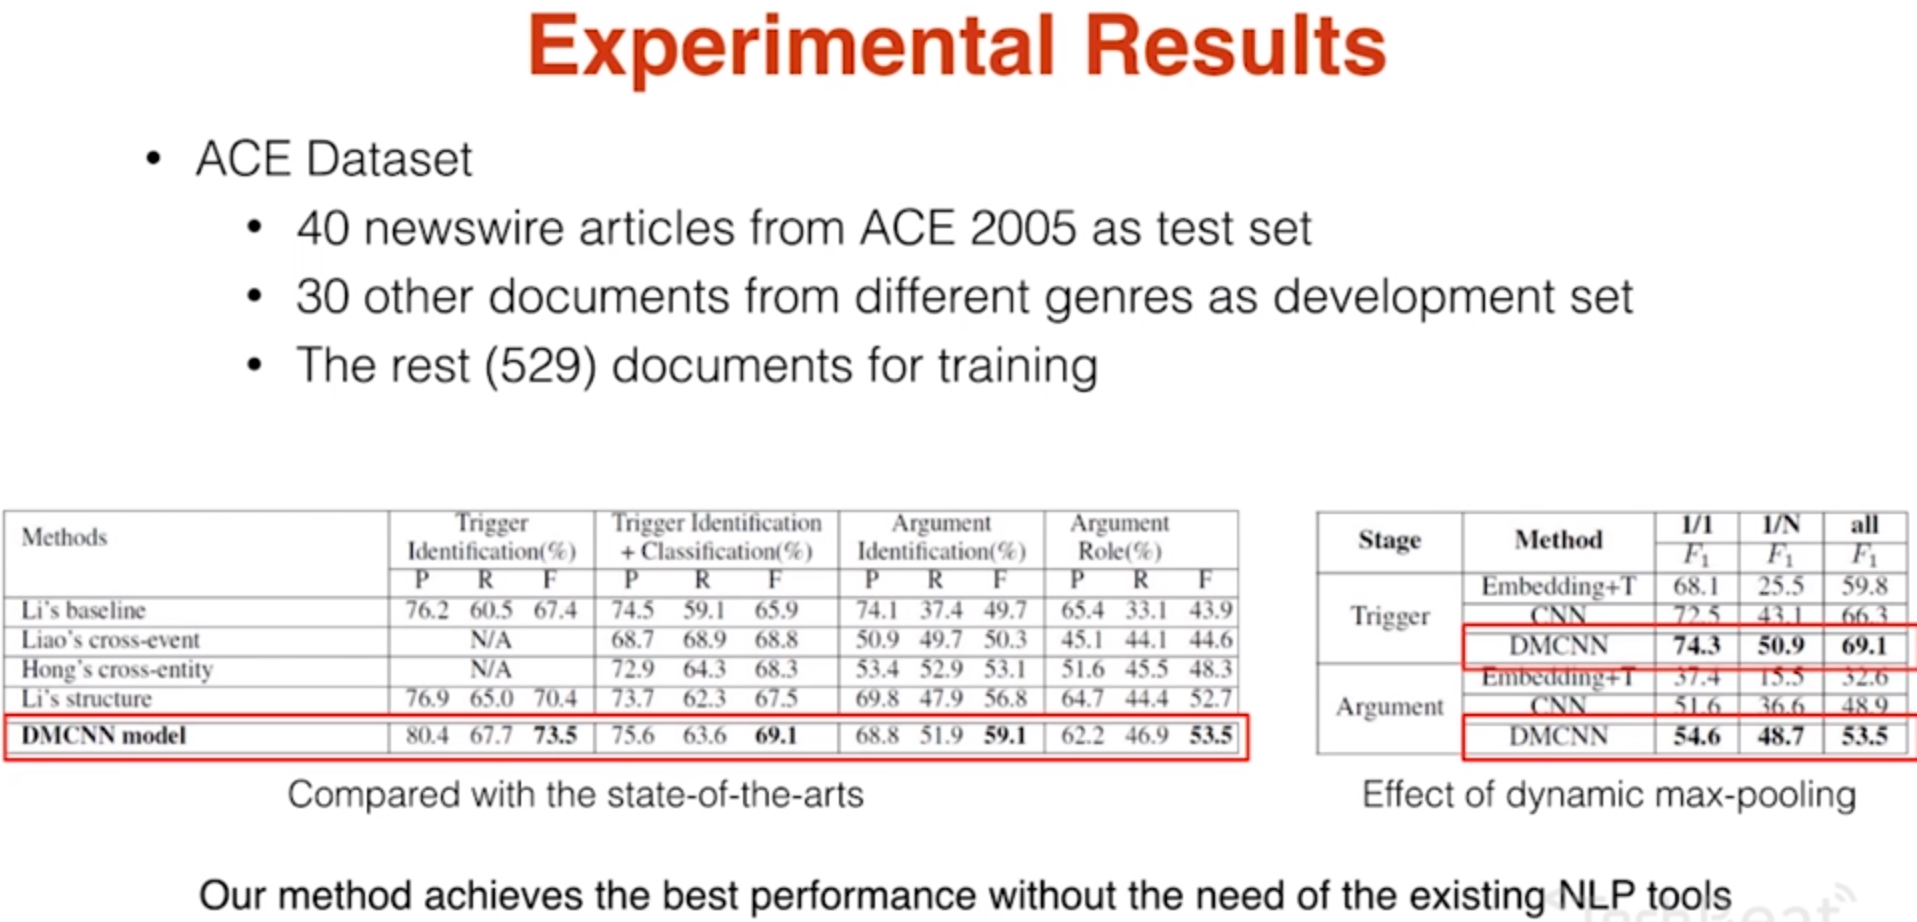 Experimental Results
• ACE Dataset
• 40 newswire articles from ACE 2005 as test set
• 30 other documents from different genres as development set
• The rest (529) documents for training
Methods Trigger Identification(%) Trigger Identification + Classification(%) Argument Identification(%) Argument Role(%)
P R F P R F P R F P R F
Li's baseline 76.2 60.5 67.4 74.5 59.1 65.9 74.1 37.4 49.7 65.4 33.1 43.9
Liao's cross-event N/A 68.7 68.9 68.8 50.9 49.7 50.3 45.1 44.1 44.6
Hong's cross-entity N/A 72.9 64.3 68.3 53.4 52.9 53.1 51.6 45.5 48.3
Li's structure 76.9 65.0 70.4 73.7 62.3 67.5 69.8 47.9 56.8 64.7 44.4 52.7
DMCNN model 80.4 67.7 73.5 75.6 63.6 69.1 68.8 51.9 59.1 62.2 46.9 53.5
Compared with the state-of-the-arts
Stage Method 1/1 1/N all
F1 F1 F1
Trigger Embedding+T 68.1 25.5 59.8
CNN 72.5 43.1 66.3
DMCNN 74.3 50.9 69.1
Argument Embedding+T 37.4 15.5 32.6
CNN 51.6 36.6 48.9
DMCNN 54.6 48.7 53.5
Effect of dynamic max-pooling
Our method achieves the best performance without the need of the existing NLP tools